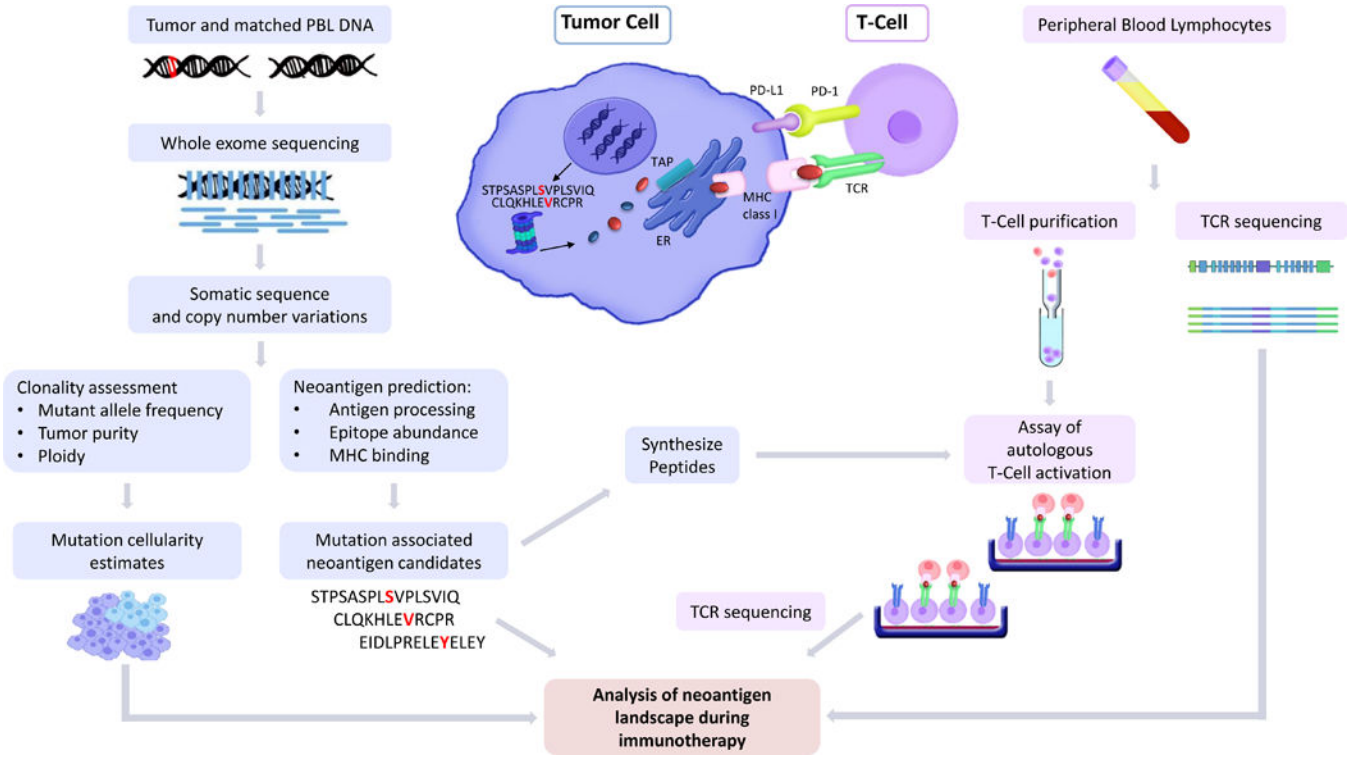 Tumor and matched PBL DNA
Whole exome sequencing
Somatic sequence
and copy number variations
Clonality assessment
• Mutant allele frequency
• Tumor purity
• Ploidy
Neoantigen prediction:
• Antigen processing
• Epitope abundance
• MHC binding
Mutation cellularity
estimates
Mutation associated
neoantigen candidates
STPSASPLSVPLSVIQ
CLQKHLEVRCPR
EIDLPRELEYELEY
Tumor Cell
T-Cell
PD-L1
PD-1
TAP
STPSASPLSVPLSVIQ
CLQKHLEVRCPR
ER
MHC
class I
TCR
Peripheral Blood Lymphocytes
T-Cell purification
TCR sequencing
Synthesize
Peptides
Assay of
autologous
T-Cell activation
TCR sequencing
Analysis of neoantigen
landscape during
immunotherapy